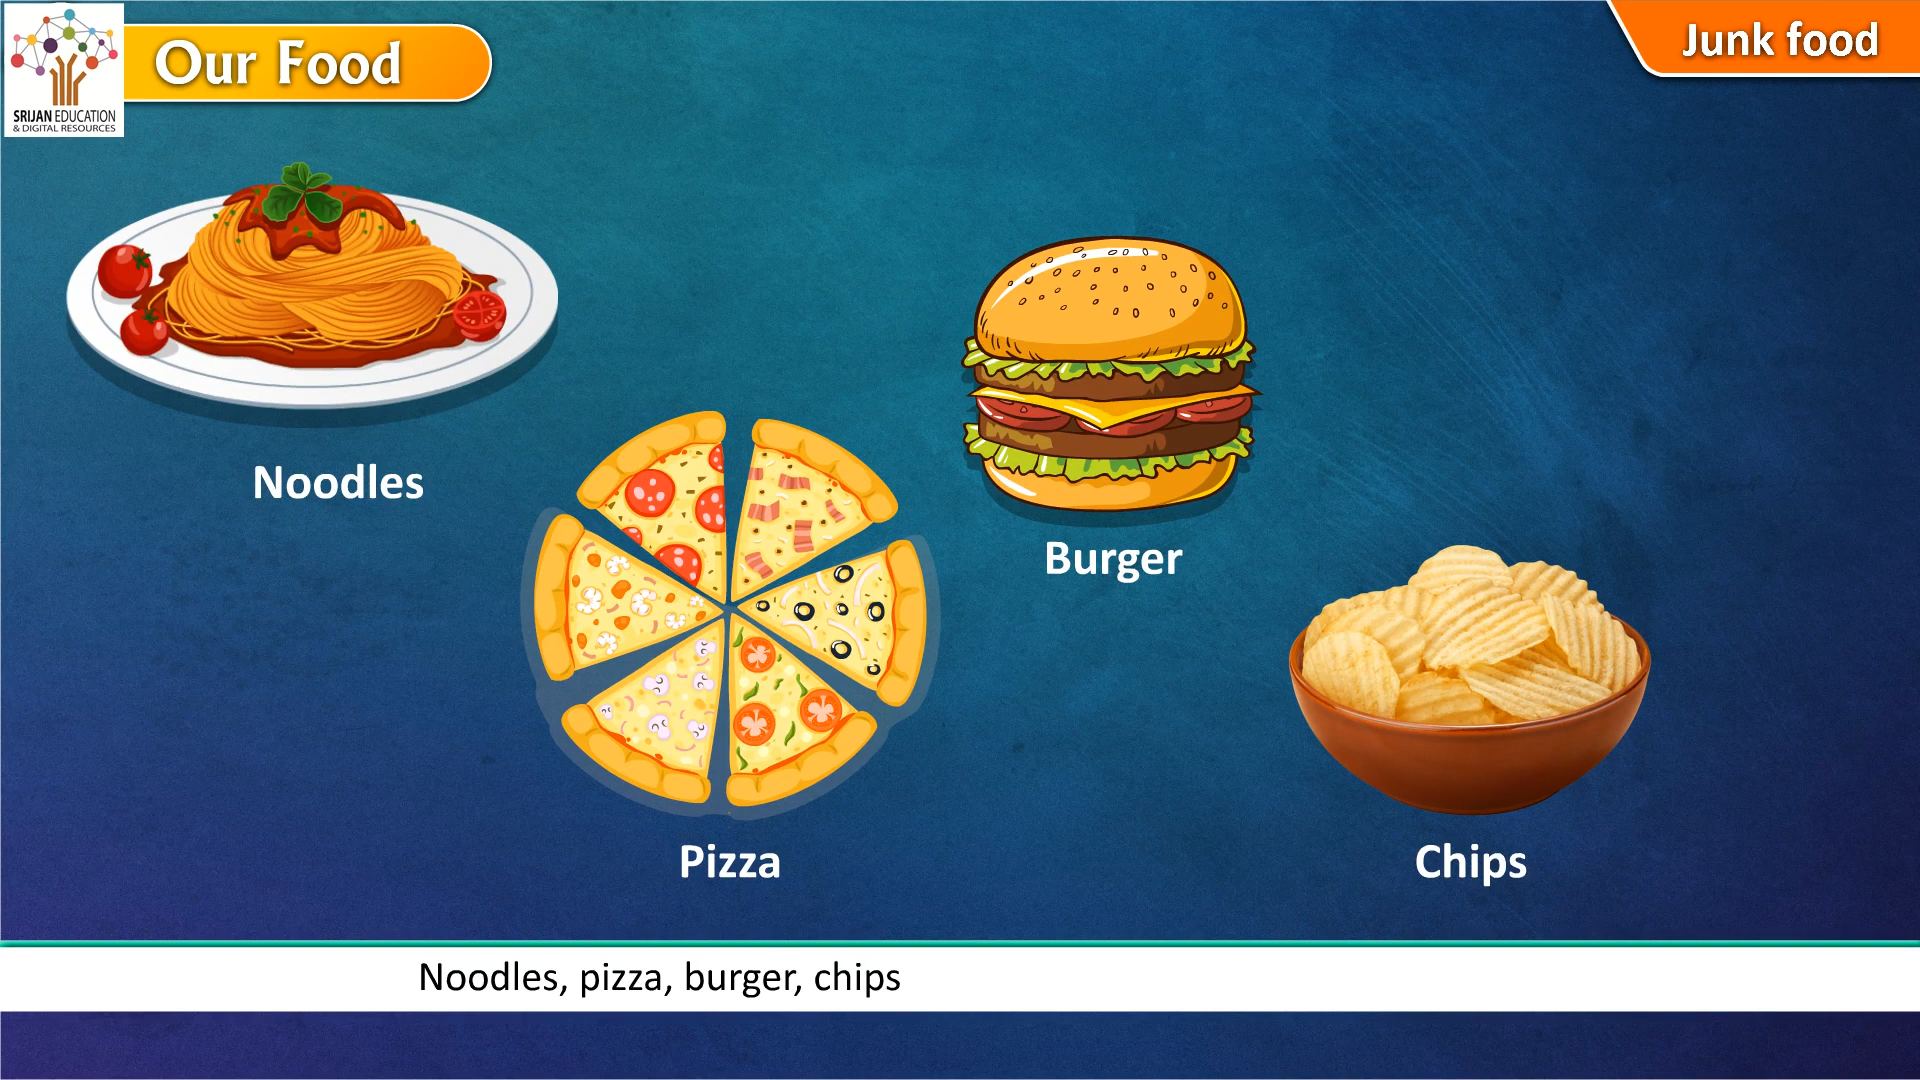 SRIJAN EDUCATION
& DIGITAL RESOURCES
Our Food
Junk food
Noodles
Burger
Pizza
Chips
Noodles, pizza, burger, chips